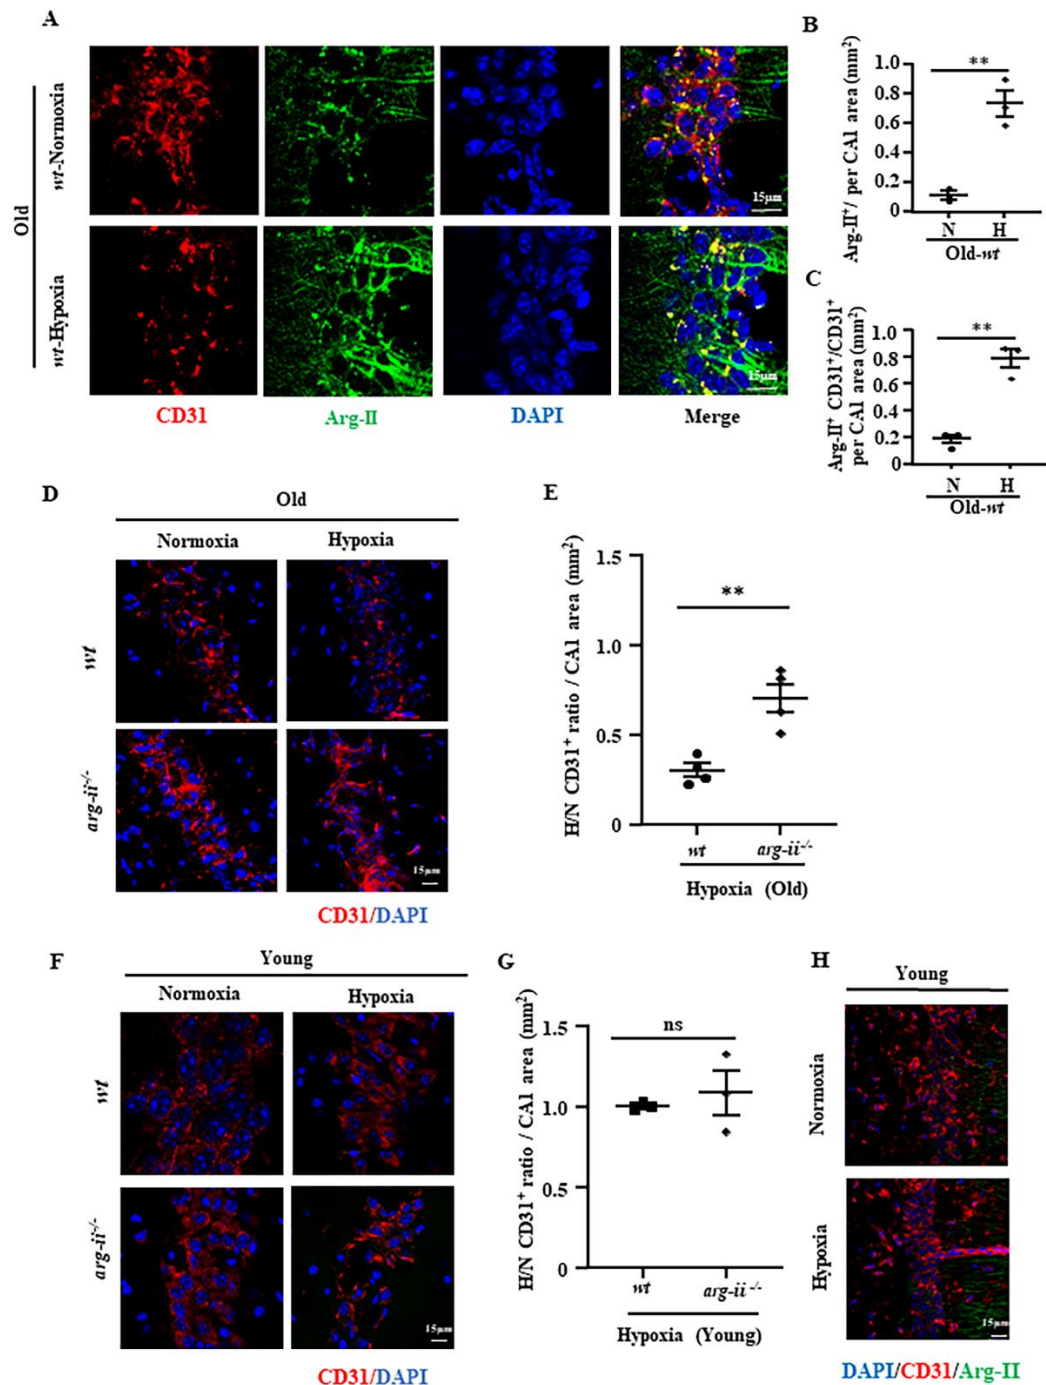 A
Old
wt-Normoxia
wt-Hypoxia
15µm
15µm
CD31
Arg-II
DAPI
Merge
B
Arg-II⁺/ per CA1 area (mm²)
1.0
0.8
0.6
0.4
0.2
0
**
N
H
Old-wt
C
Arg-II⁺ CD31⁺/CD31⁺
per CA1 area (mm²)
1.0
0.8
0.6
0.4
0.2
0
**
N
H
Old-wt
D
Old
Normoxia
Hypoxia
wt
arg-ii⁻/⁻
15µm
CD31/DAPI
E
H/N CD31⁺ ratio / CA1 area (mm²)
1.5
1.0
0.5
0
**
wt
arg-ii⁻/⁻
Hypoxia (Old)
F
Young
Normoxia
Hypoxia
wt
arg-ii⁻/⁻
15µm
CD31/DAPI
G
H/N CD31⁺ ratio / CA1 area (mm²)
1.5
1.0
0.5
0
ns
wt
arg-ii⁻/⁻
Hypoxia (Young)
H
Young
Normoxia
Hypoxia
15µm
DAPI/CD31/Arg-II